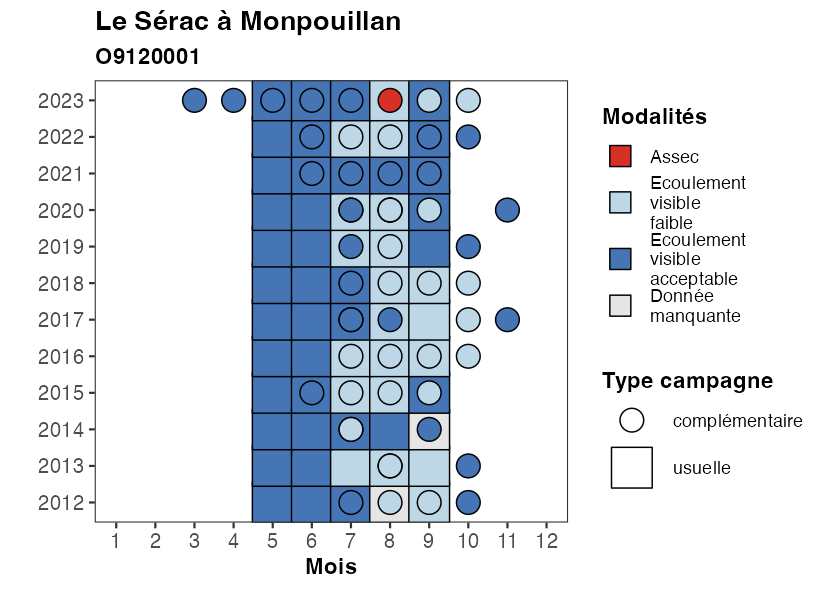 Le Sérac à Monpouillan
O9120001
2023
2022
2021
2020
2019
2018
2017
2016
2015
2014
2013
2012
1 2 3 4 5 6 7 8 9 10 11 12
Mois
Modalités
Assec
Ecoulement
visible
faible
Ecoulement
visible
acceptable
Donnée
manquante
Type campagne
complémentaire
usuelle